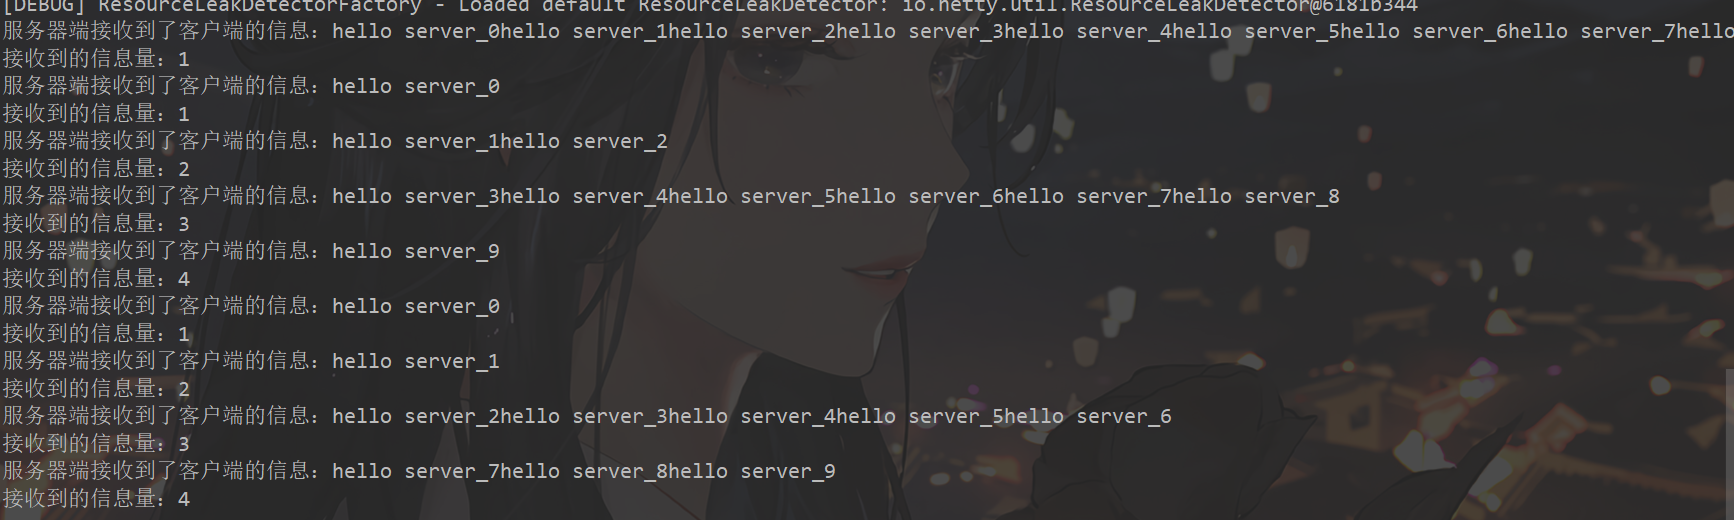 [DEBUG] ResourceLeakDetectorFactory - Loaded default ResourceLeakDetector: io.netty.util.ResourceLeakDetector@6181b344
服务器端接收到了客户端的信息：hello server_0hello server_1hello server_2hello server_3hello server_4hello server_5hello server_6hello server_7hello
接收到的信息量：1
服务器端接收到了客户端的信息：hello server_0
接收到的信息量：1
服务器端接收到了客户端的信息：hello server_1hello server_2
接收到的信息量：2
服务器端接收到了客户端的信息：hello server_3hello server_4hello server_5hello server_6hello server_7hello server_8
接收到的信息量：3
服务器端接收到了客户端的信息：hello server_9
接收到的信息量：4
服务器端接收到了客户端的信息：hello server_0
接收到的信息量：1
服务器端接收到了客户端的信息：hello server_1
接收到的信息量：2
服务器端接收到了客户端的信息：hello server_2hello server_3hello server_4hello server_5hello server_6
接收到的信息量：3
服务器端接收到了客户端的信息：hello server_7hello server_8hello server_9
接收到的信息量：4